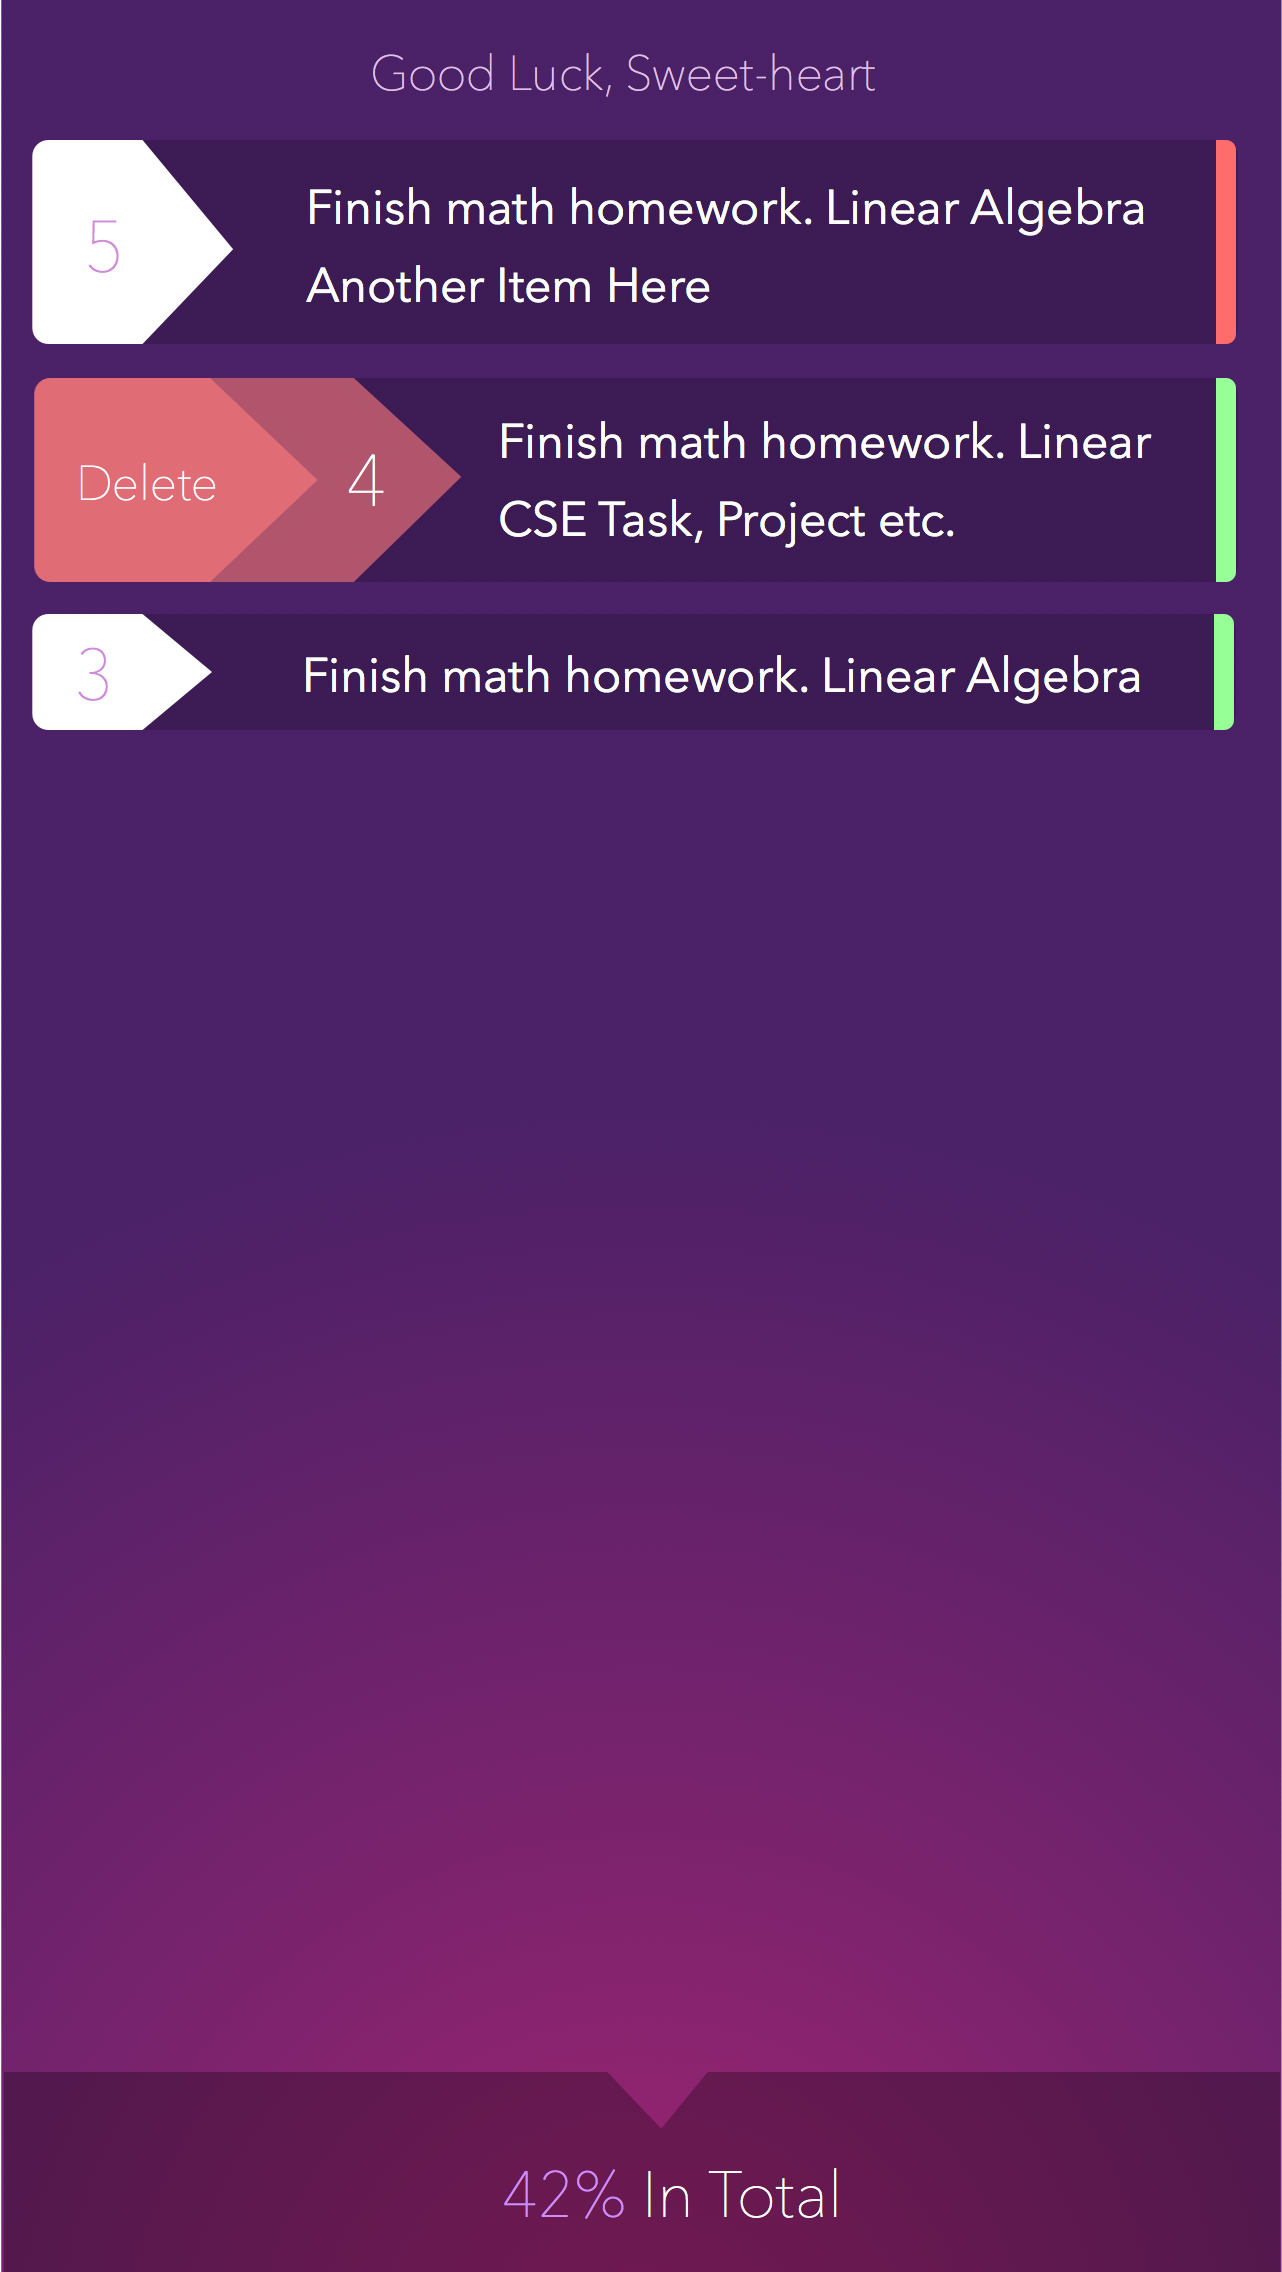 Good Luck, Sweet-heart
5
Finish math homework. Linear Algebra
Another Item Here
Delete
4
Finish math homework. Linear
CSE Task, Project etc.
3
Finish math homework. Linear Algebra
42% In Total